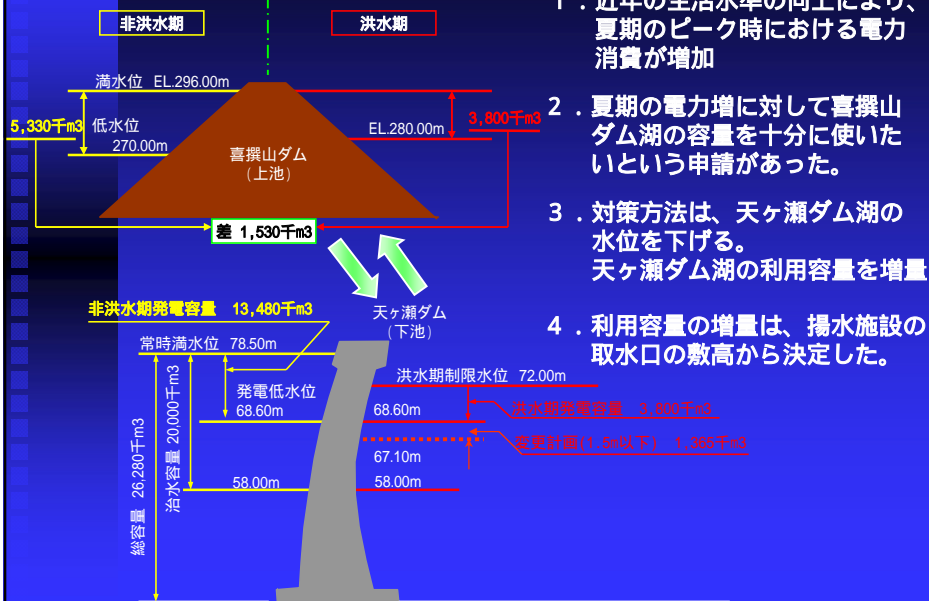 非洪水期
洪水期
満水位 EL.296.00m
5,330千m3
低水位
270.00m
EL.280.00m
3,800千m3
喜撰山ダム
(上池)
差 1,530千m3
非洪水期発電容量 13,480千m3
天ヶ瀬ダム
(下池)
常時満水位 78.50m
発電低水位
68.60m
洪水期制限水位 72.00m
68.60m
洪水期発電容量 3,800千m3
67.10m
58.00m
58.00m
治水容量 20,000千m3
総容量 26,280千m3
1．近年の生活水準の向上により、
夏期のピーク時における電力
消費が増加
2．夏期の電力増に対して喜撰山
ダム湖の容量を十分に使いた
いという申請があった。
3．対策方法は、天ヶ瀬ダム湖の
水位を下げる。
天ヶ瀬ダム湖の利用容量を増量
4．利用容量の増量は、揚水施設の
取水口の敷高から決定した。